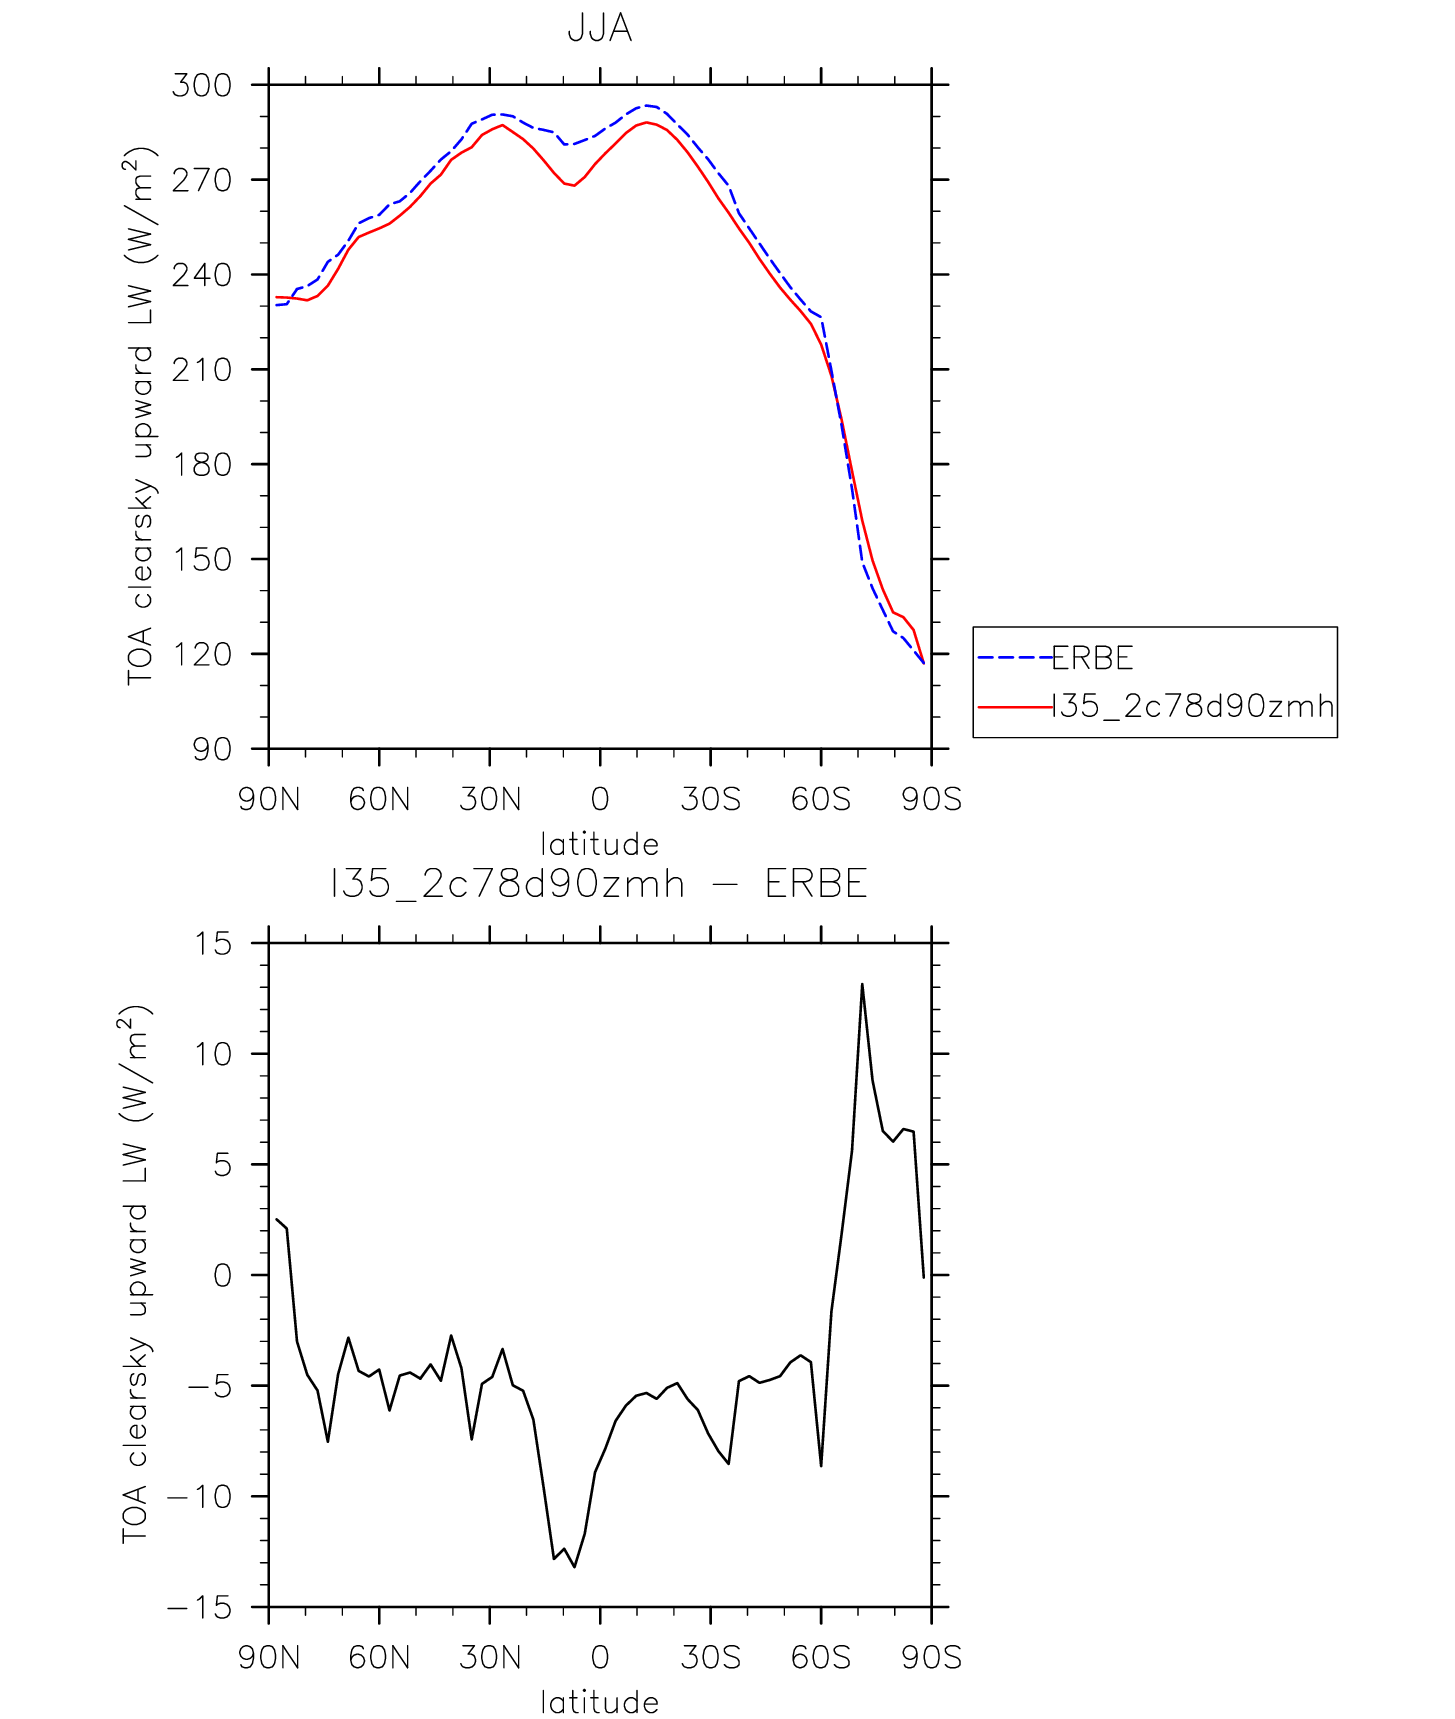 JJA
TOA clearsky upward LW (W/m²)
300
270
240
210
180
150
120
90
90N 60N 30N 0 30S 60S 90S
latitude
ERBE
I35_2c78d90zmh
I35_2c78d90zmh – ERBE
TOA clearsky upward LW (W/m²)
15
10
5
0
−5
−10
−15
90N 60N 30N 0 30S 60S 90S
latitude